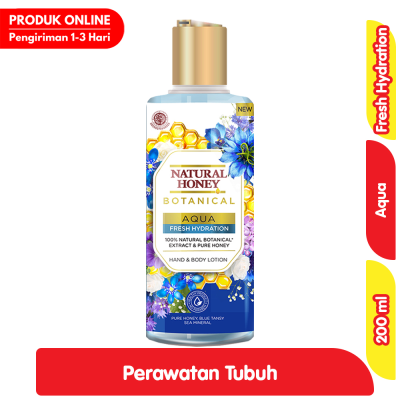 PRODUK ONLINE
Pengiriman 1-3 Hari
NEW
NATURAL
HONEY
BOTANICAL
AQUA
FRESH HYDRATION
100% NATURAL BOTANICAL*
EXTRACT & PURE HONEY
HAND & BODY LOTION
PURE HONEY, BLUE TANSY
SEA MINERAL
Fresh Hydration
Aqua
200 ml
Perawatan Tubuh